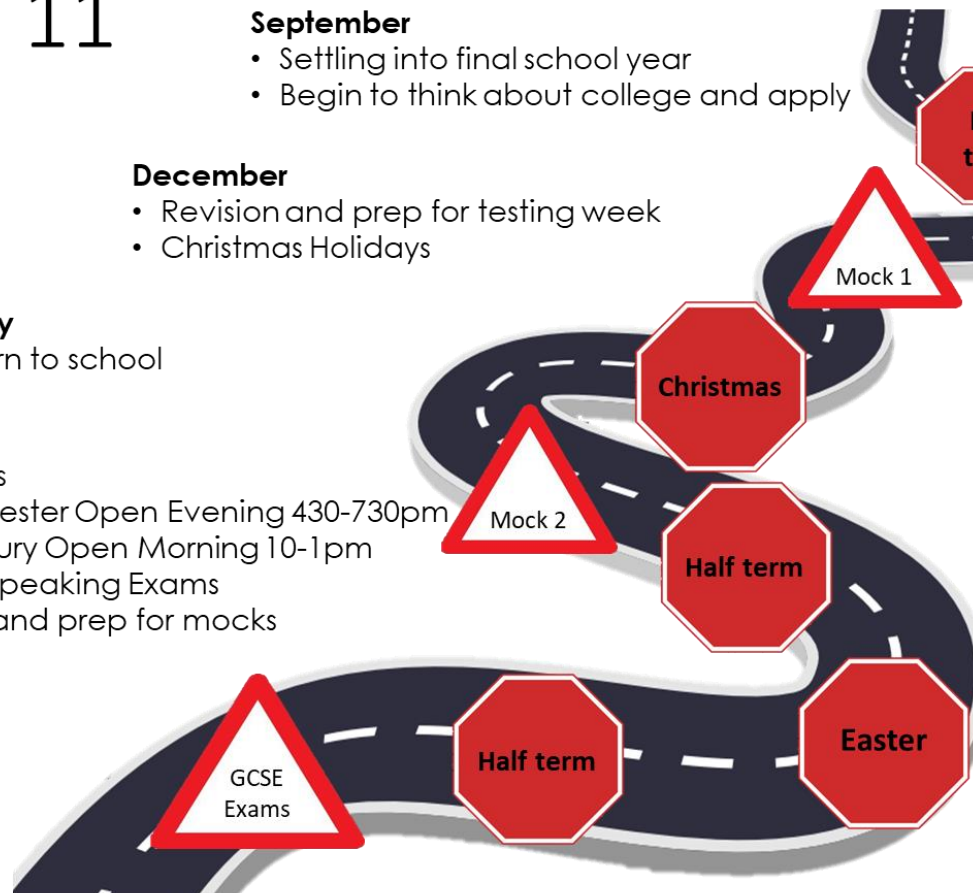 11
September
• Settling into final school year
• Begin to think about college and apply
December
• Revision and prep for testing week
• Christmas Holidays
y
rn to school
s
ester Open Evening 430-730pm
ury Open Morning 10-1pm
peaking Exams
and prep for mocks
t
Mock 1
Christmas
Mock 2
Half term
Easter
Half term
GCSE
Exams